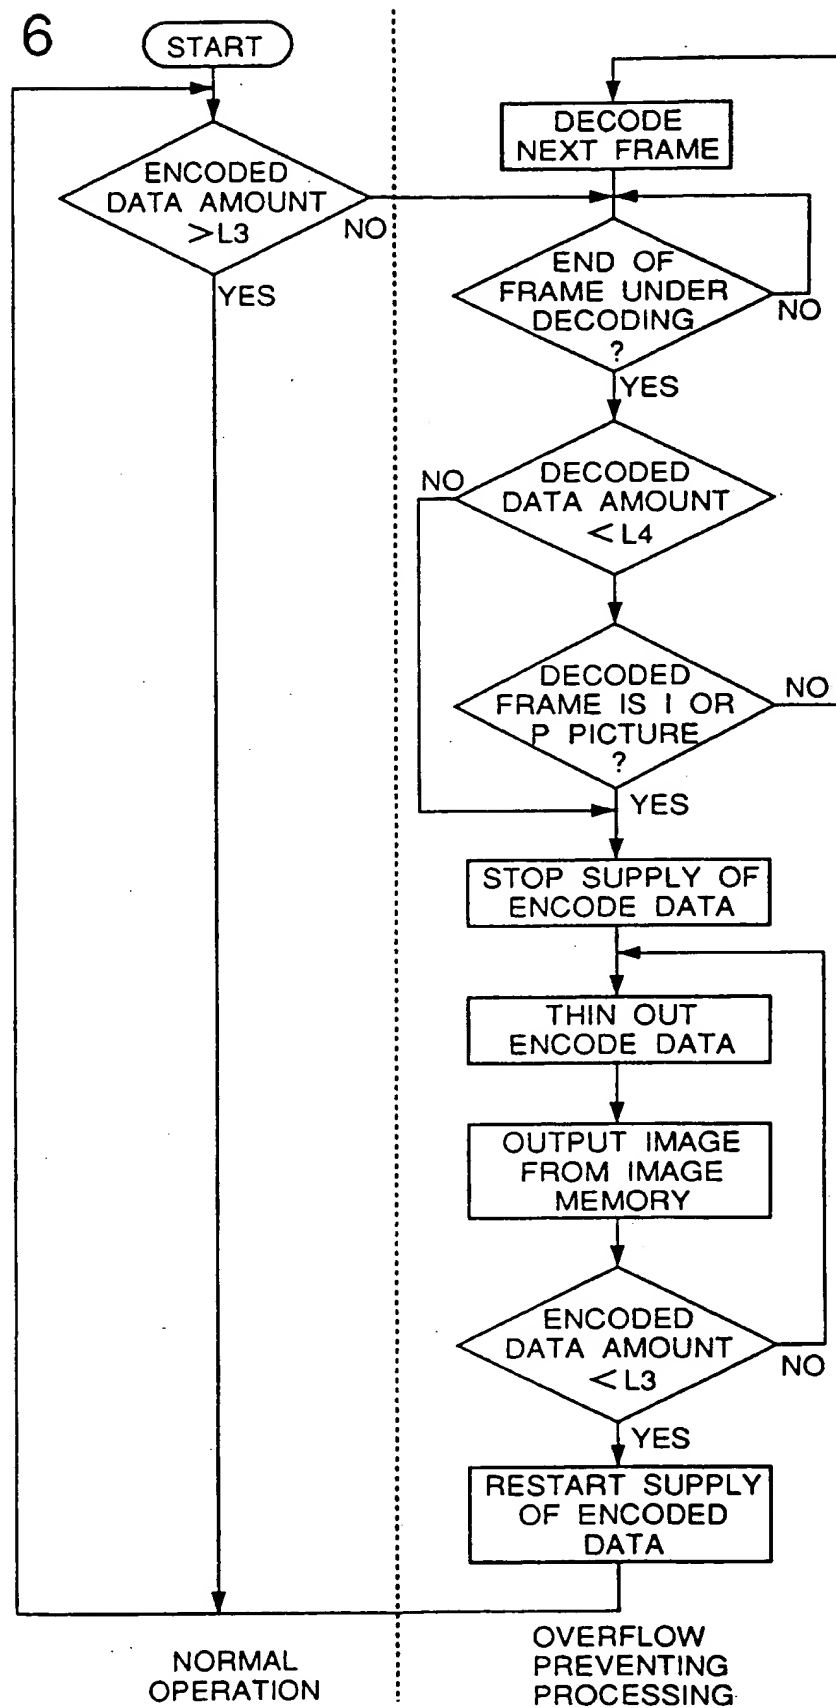 6
START
ENCODED
DATA AMOUNT
>L3
NO
YES
DECODE
NEXT FRAME
END OF
FRAME UNDER
DECODING
?
NO
YES
DECODED
DATA AMOUNT
<L4
NO
DECODED
FRAME IS I OR
P PICTURE
?
NO
YES
STOP SUPPLY OF
ENCODE DATA
THIN OUT
ENCODE DATA
OUTPUT IMAGE
FROM IMAGE
MEMORY
ENCODED
DATA AMOUNT
<L3
NO
YES
RESTART SUPPLY
OF ENCODED
DATA
NORMAL
OPERATION
OVERFLOW
PREVENTING
PROCESSING